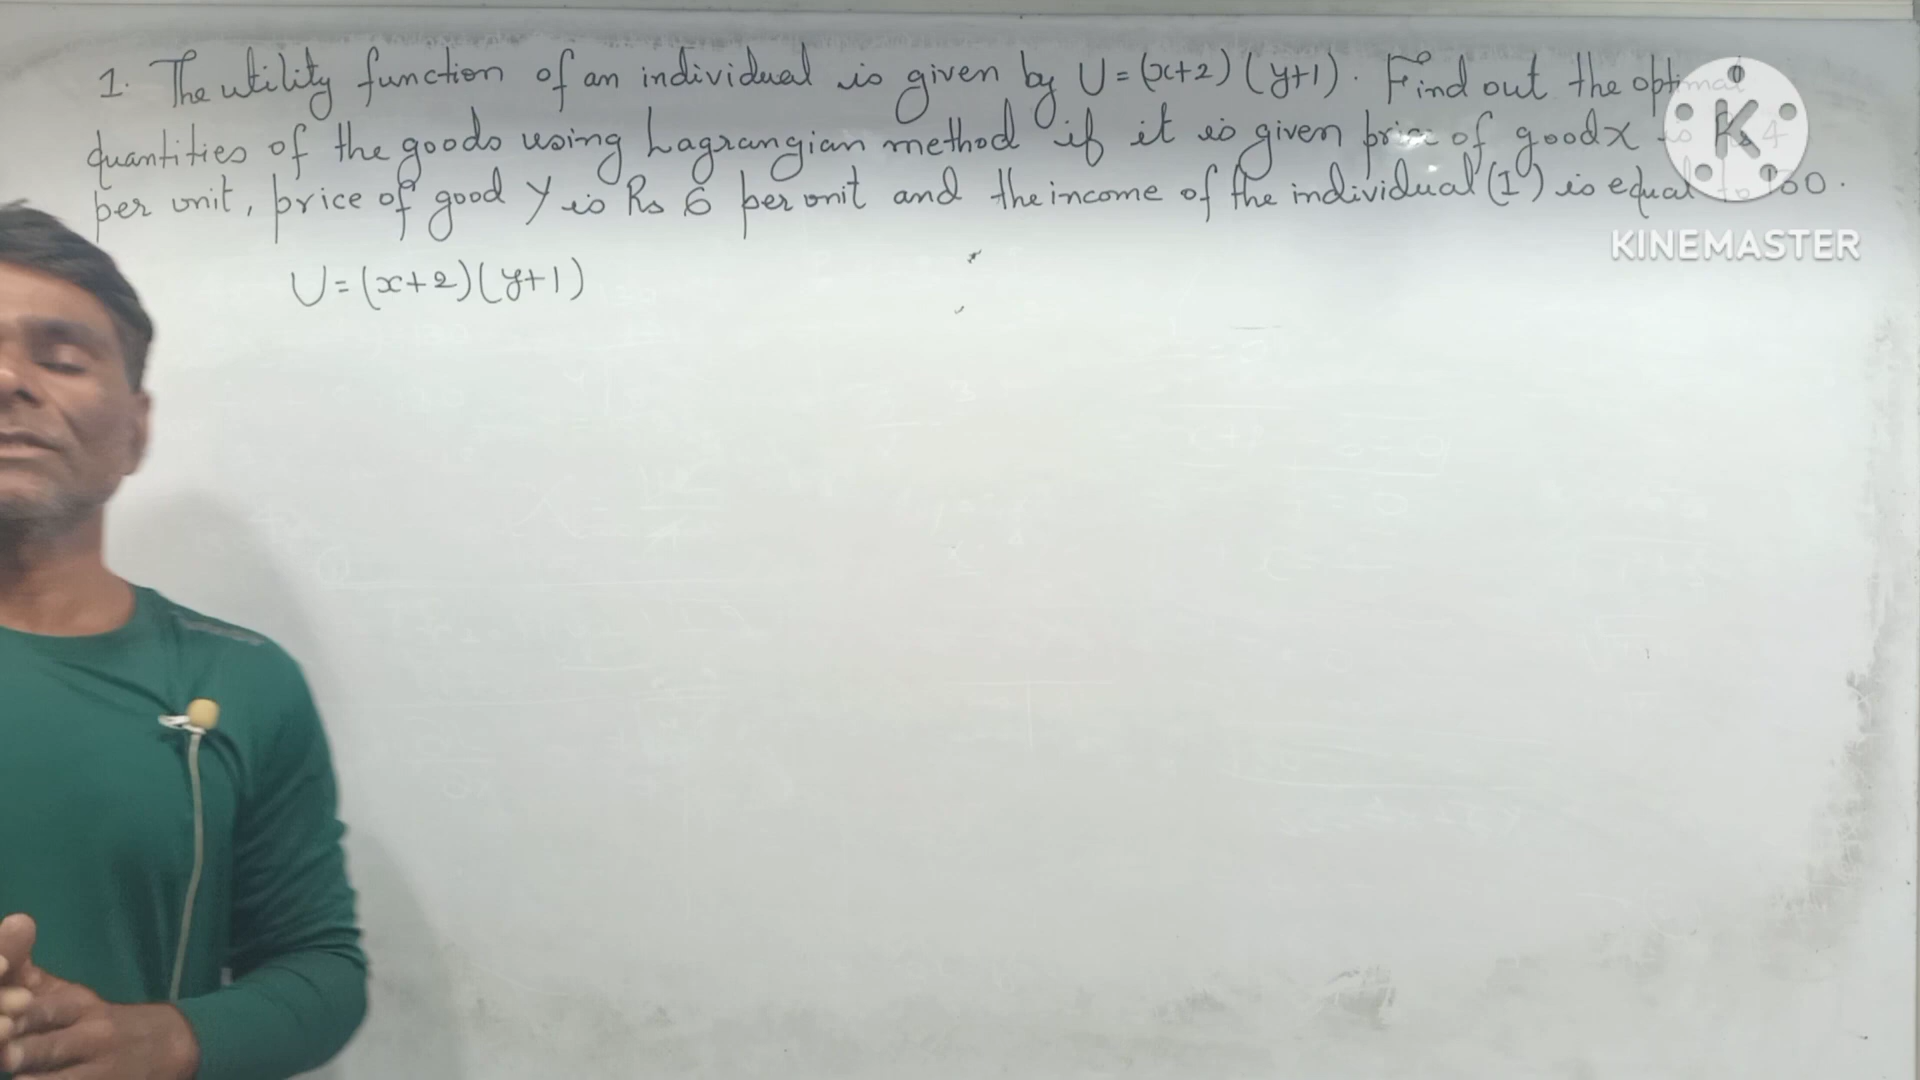 1. The utility function of an individual is given by U = (x+2) (y+1). Find out the optimal
quantities of the goods using Lagrangian method if it is given price of good x is Rs 4
per unit, price of good y is Rs 6 per unit and the income of the individual (I) is equal to
U = (x+2)(y+1)
K
KINEMASTER